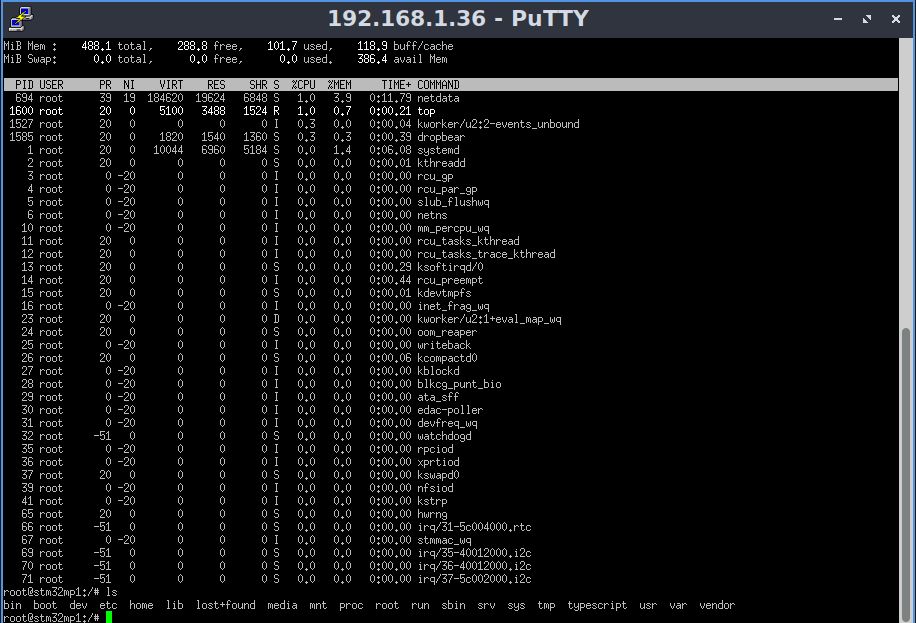 192.168.1.36 - PuTTY
MiB Mem :    488.1 total,    288.8 free,    101.7 used,    118.9 buff/cache
MiB Swap:      0.0 total,      0.0 free,      0.0 used.    386.4 avail Mem
PID USER      PR  NI    VIRT    RES    SHR S  %CPU  %MEM     TIME+ COMMAND
694 root      39  19  184620  19624   6848 S   1.0   3.9   0:11.79 netdata
1600 root      20   0    5100   3488   1524 R   1.0   0.7   0:00.21 top
1527 root      20   0       0      0      0 I   0.3   0.0   0:00.04 kworker/u2:2-events_unbound
1585 root      20   0    1820   1540   1360 S   0.3   0.3   0:00.39 dropbear
1 root      20   0   10044   6960   5184 S   0.0   1.4   0:06.08 systemd
2 root      20   0       0      0      0 S   0.0   0.0   0:00.01 kthreadd
3 root       0 -20       0      0      0 I   0.0   0.0   0:00.00 rcu_gp
4 root       0 -20       0      0      0 I   0.0   0.0   0:00.00 rcu_par_gp
5 root       0 -20       0      0      0 I   0.0   0.0   0:00.00 slub_flushwq
6 root       0 -20       0      0      0 I   0.0   0.0   0:00.00 netns
10 root       0 -20       0      0      0 I   0.0   0.0   0:00.00 mm_percpu_wq
11 root      20   0       0      0      0 I   0.0   0.0   0:00.00 rcu_tasks_kthread
12 root      20   0       0      0      0 I   0.0   0.0   0:00.00 rcu_tasks_trace_kthread
13 root      20   0       0      0      0 S   0.0   0.0   0:00.29 ksoftirqd/0
14 root      20   0       0      0      0 I   0.0   0.0   0:00.44 rcu_preempt
15 root      20   0       0      0      0 S   0.0   0.0   0:00.01 kdevtmpfs
16 root       0 -20       0      0      0 I   0.0   0.0   0:00.00 inet_frag_wq
23 root      20   0       0      0      0 D   0.0   0.0   0:00.00 kworker/u2:1+eval_map_wq
24 root      20   0       0      0      0 S   0.0   0.0   0:00.00 oom_reaper
25 root       0 -20       0      0      0 I   0.0   0.0   0:00.00 writeback
26 root      20   0       0      0      0 S   0.0   0.0   0:00.06 kcompactd0
27 root       0 -20       0      0      0 I   0.0   0.0   0:00.00 kblockd
28 root       0 -20       0      0      0 I   0.0   0.0   0:00.00 blkcg_punt_bio
29 root       0 -20       0      0      0 I   0.0   0.0   0:00.00 ata_sff
30 root       0 -20       0      0      0 I   0.0   0.0   0:00.00 edac-poller
31 root       0 -20       0      0      0 I   0.0   0.0   0:00.00 devfreq_wq
32 root     -51   0       0      0      0 S   0.0   0.0   0:00.00 watchdogd
35 root       0 -20       0      0      0 I   0.0   0.0   0:00.00 rpciod
36 root       0 -20       0      0      0 I   0.0   0.0   0:00.00 xprtiod
37 root      20   0       0      0      0 S   0.0   0.0   0:00.00 kswapd0
39 root       0 -20       0      0      0 I   0.0   0.0   0:00.00 nfsiod
41 root       0 -20       0      0      0 I   0.0   0.0   0:00.00 kstrp
65 root      20   0       0      0      0 S   0.0   0.0   0:00.00 hwrng
66 root     -51   0       0      0      0 S   0.0   0.0   0:00.00 irq/31-5c004000.rtc
67 root       0 -20       0      0      0 I   0.0   0.0   0:00.00 stmmac_wq
69 root     -51   0       0      0      0 S   0.0   0.0   0:00.00 irq/35-40012000.i2c
70 root     -51   0       0      0      0 S   0.0   0.0   0:00.00 irq/36-40012000.i2c
71 root     -51   0       0      0      0 S   0.0   0.0   0:00.00 irq/37-5c002000.i2c
root@stm32mp1:/# ls
bin  boot  dev  etc  home  lib  lost+found  media  mnt  proc  root  run  sbin  srv  sys  tmp  typescript  usr  var  vendor
root@stm32mp1:/#